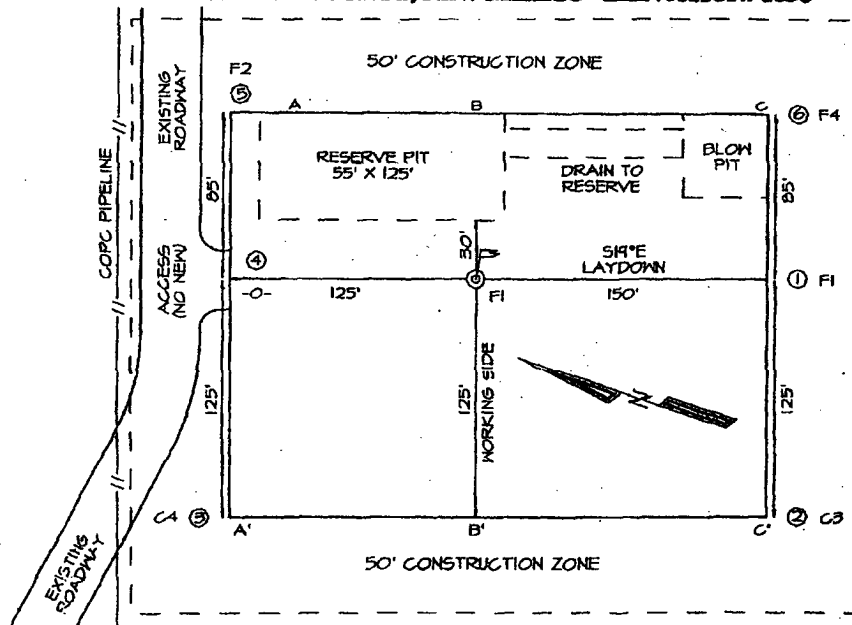 50' CONSTRUCTION ZONE
F2
⑤
A
B
C
⑥ F4
EXISTING
ROADWAY
RESERVE PIT
55' X 125'
DRAIN TO
RESERVE
BLOW
PIT
85'
85'
COPC PIPELINE
ACCESS
(NO NEW)
④
30'
S19°E
LAYDOWN
-0-
125'
F1
150'
① F1
125'
125'
WORKING SIDE
N
125'
C4 ③
A'
B'
C'
② C3
EXISTING
ROADWAY
50' CONSTRUCTION ZONE